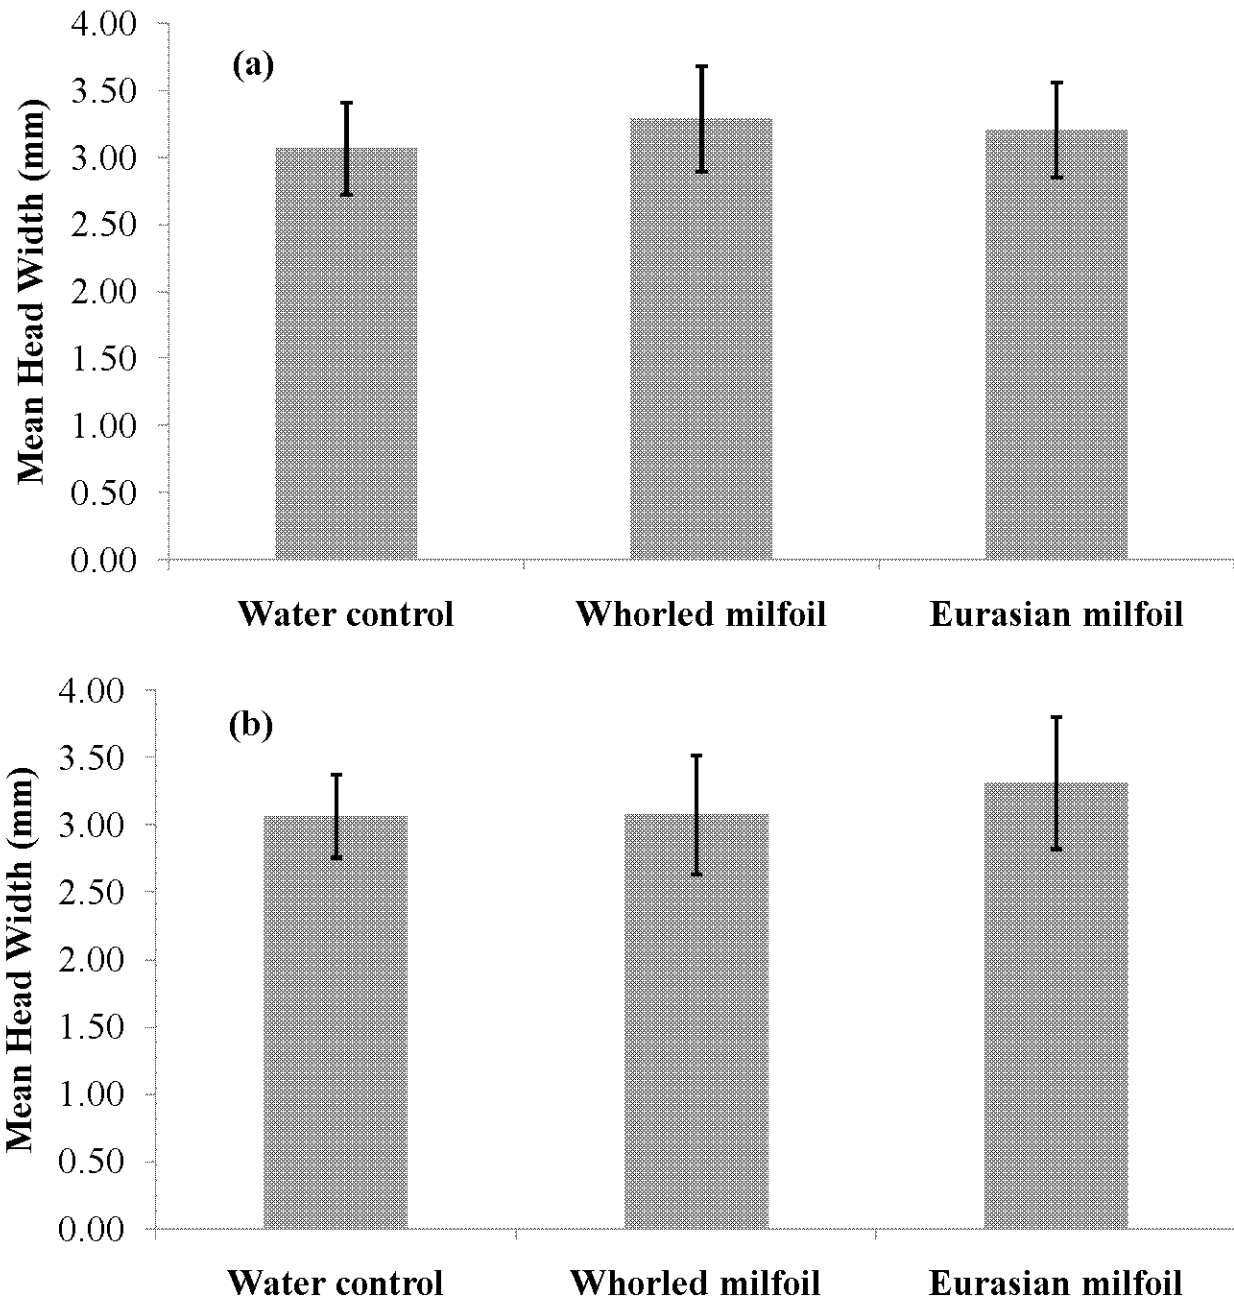 (a)
Mean Head Width (mm)
4.00
3.50
3.00
2.50
2.00
1.50
1.00
0.50
0.00
Water control
Whorled milfoil
Eurasian milfoil
(b)
Mean Head Width (mm)
4.00
3.50
3.00
2.50
2.00
1.50
1.00
0.50
0.00
Water control
Whorled milfoil
Eurasian milfoil